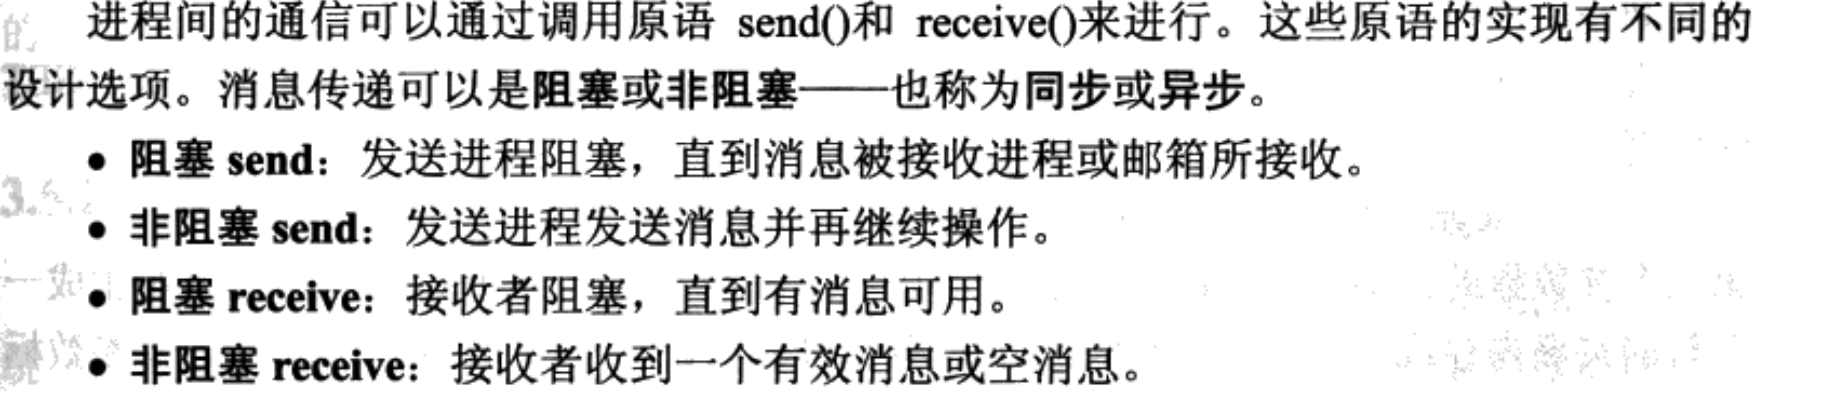 进程间的通信可以通过调用原语 send()和 receive()来进行。这些原语的实现有不同的
设计选项。消息传递可以是阻塞或非阻塞——也称为同步或异步。
• 阻塞 send：发送进程阻塞，直到消息被接收进程或邮箱所接收。
• 非阻塞 send：发送进程发送消息并再继续操作。
• 阻塞 receive：接收者阻塞，直到有消息可用。
• 非阻塞 receive：接收者收到一个有效消息或空消息。